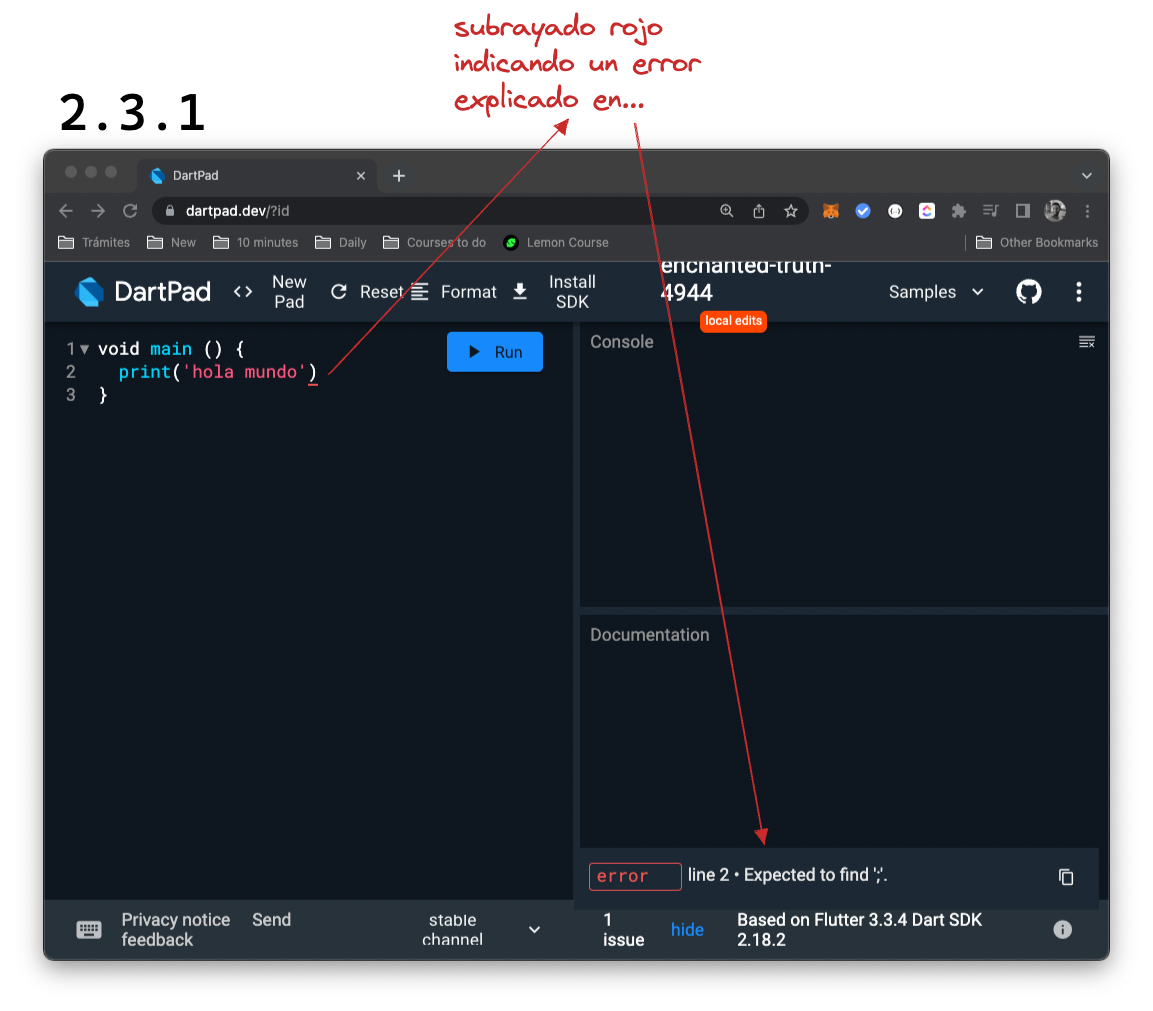 subrayado rojo
indicando un error
explicado en...
2.3.1
DartPad
dartpad.dev/?id
Trámites New 10 minutes Daily Courses to do Lemon Course Other Bookmarks
DartPad <> New Pad Reset Format Install SDK enchanted-truth-4944 Samples
local edits
1 void main () {
2 print('hola mundo')
3 }
Run
Console
Documentation
error line 2 • Expected to find ';'.
Privacy notice Send feedback
stable channel
1 issue
hide
Based on Flutter 3.3.4 Dart SDK 2.18.2